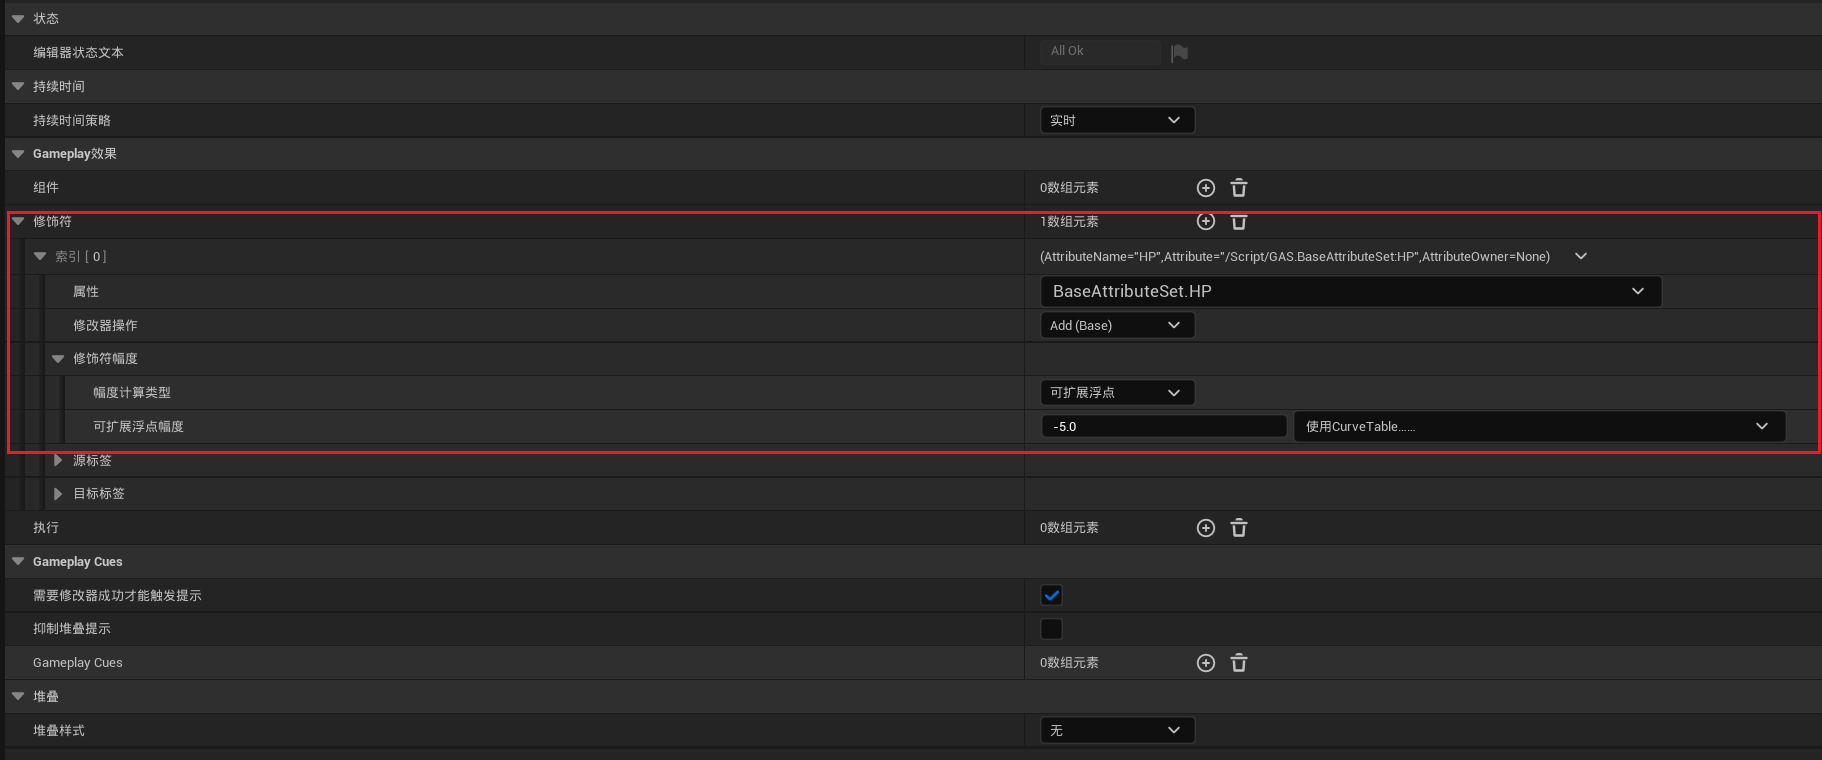 状态
编辑器状态文本 All Ok
持续时间
持续时间策略 实时
Gameplay效果
组件 0数组元素
修饰符 1数组元素
索引 [ 0 ] (AttributeName="HP",Attribute="/Script/GAS.BaseAttributeSet:HP",AttributeOwner=None)
属性 BaseAttributeSet.HP
修改器操作 Add (Base)
修饰符幅度
幅度计算类型 可扩展浮点
可扩展浮点幅度 -5.0 使用CurveTable......
源标签
目标标签
执行 0数组元素
Gameplay Cues
需要修改器成功才能触发提示
抑制堆叠提示
Gameplay Cues 0数组元素
堆叠
堆叠样式 无